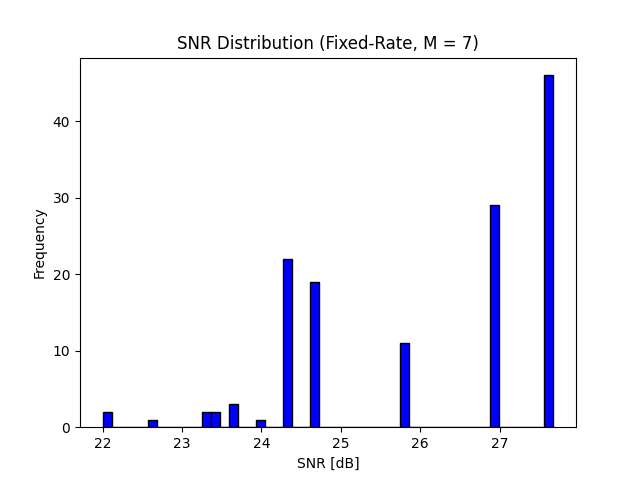 SNR Distribution (Fixed-Rate, M = 7)
Frequency
40
30
20
10
0
22 23 24 25 26 27
SNR [dB]